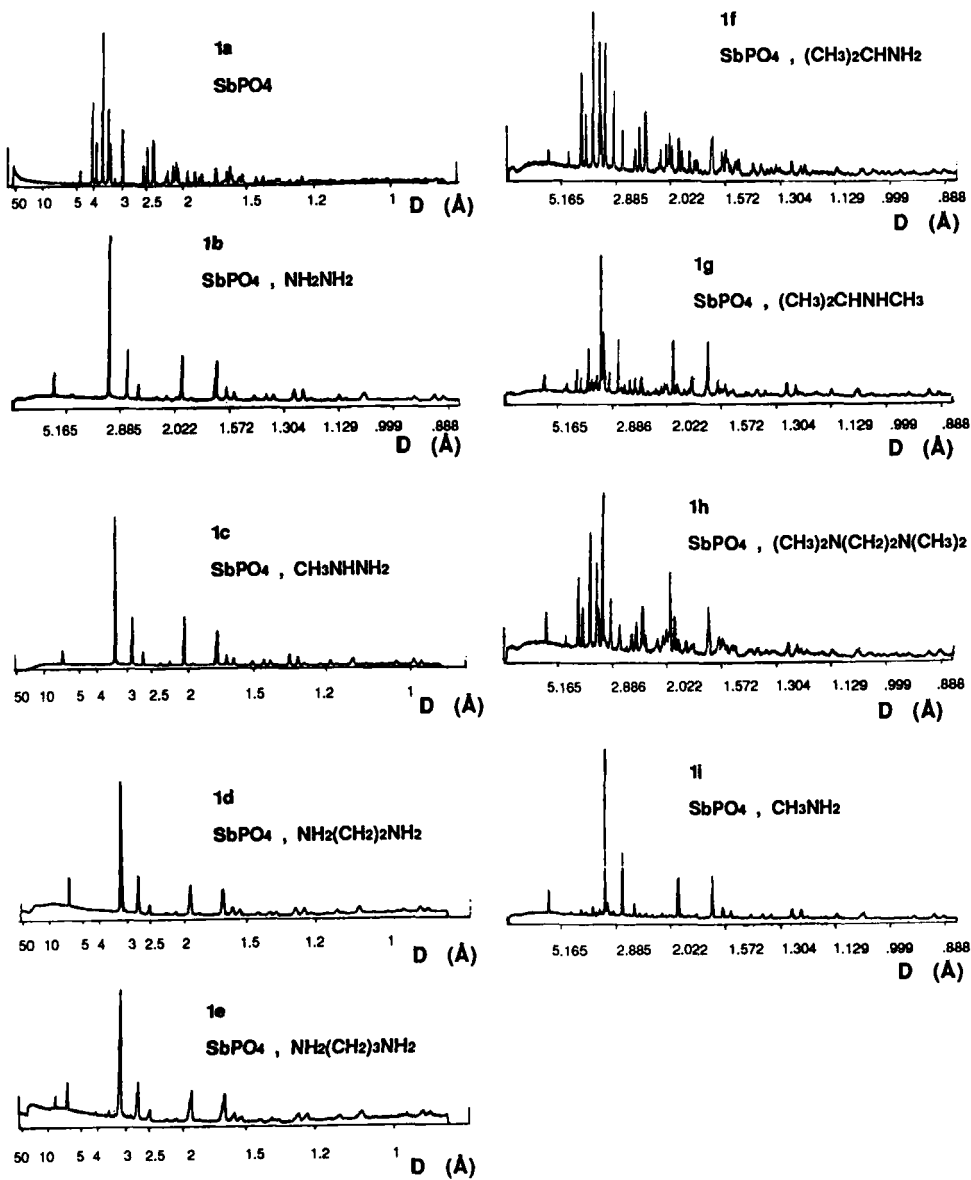 1a
SbPO4
50 10 5 4 3 2.5 2 1.5 1.2 1
D (Å)
1b
SbPO4 , NH2NH2
5.165 2.885 2.022 1.572 1.304 1.129 .999 .888
D (Å)
1c
SbPO4 , CH3NHNH2
50 10 5 4 3 2.5 2 1.5 1.2 1
D (Å)
1d
SbPO4 , NH2(CH2)2NH2
50 10 5 4 3 2.5 2 1.5 1.2 1
D (Å)
1e
SbPO4 , NH2(CH2)3NH2
50 10 5 4 3 2.5 2 1.5 1.2 1
D (Å)
1f
SbPO4 , (CH3)2CHNH2
5.165 2.885 2.022 1.572 1.304 1.129 .999 .888
D (Å)
1g
SbPO4 , (CH3)2CHNHCH3
5.165 2.886 2.022 1.572 1.304 1.129 .999 .888
D (Å)
1h
SbPO4 , (CH3)2N(CH2)2N(CH3)2
5.165 2.886 2.022 1.572 1.304 1.129 .999 .888
D (Å)
1i
SbPO4 , CH3NH2
5.165 2.885 2.022 1.572 1.304 1.129 .999 .888
D (Å)